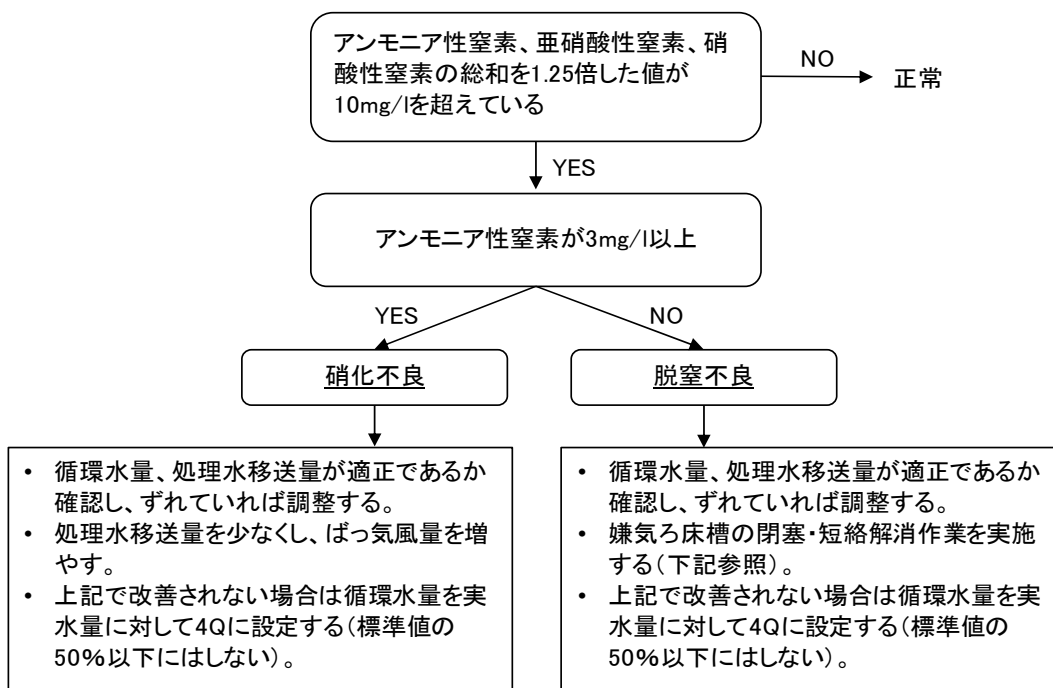 アンモニア性窒素、亜硝酸性窒素、硝
酸性窒素の総和を1.25倍した値が
10mg/lを超えている
NO
正常
YES
アンモニア性窒素が3mg/l以上
YES
NO
硝化不良
脱窒不良
• 循環水量、処理水移送量が適正であるか
確認し、ずれていれば調整する。
• 処理水移送量を少なくし、ばっ気風量を増
やす。
• 上記で改善されない場合は循環水量を実
水量に対して4Qに設定する(標準値の
50%以下にはしない)。
• 循環水量、処理水移送量が適正であるか
確認し、ずれていれば調整する。
• 嫌気ろ床槽の閉塞・短絡解消作業を実施
する(下記参照)。
• 上記で改善されない場合は循環水量を実
水量に対して4Qに設定する(標準値の
50%以下にはしない)。